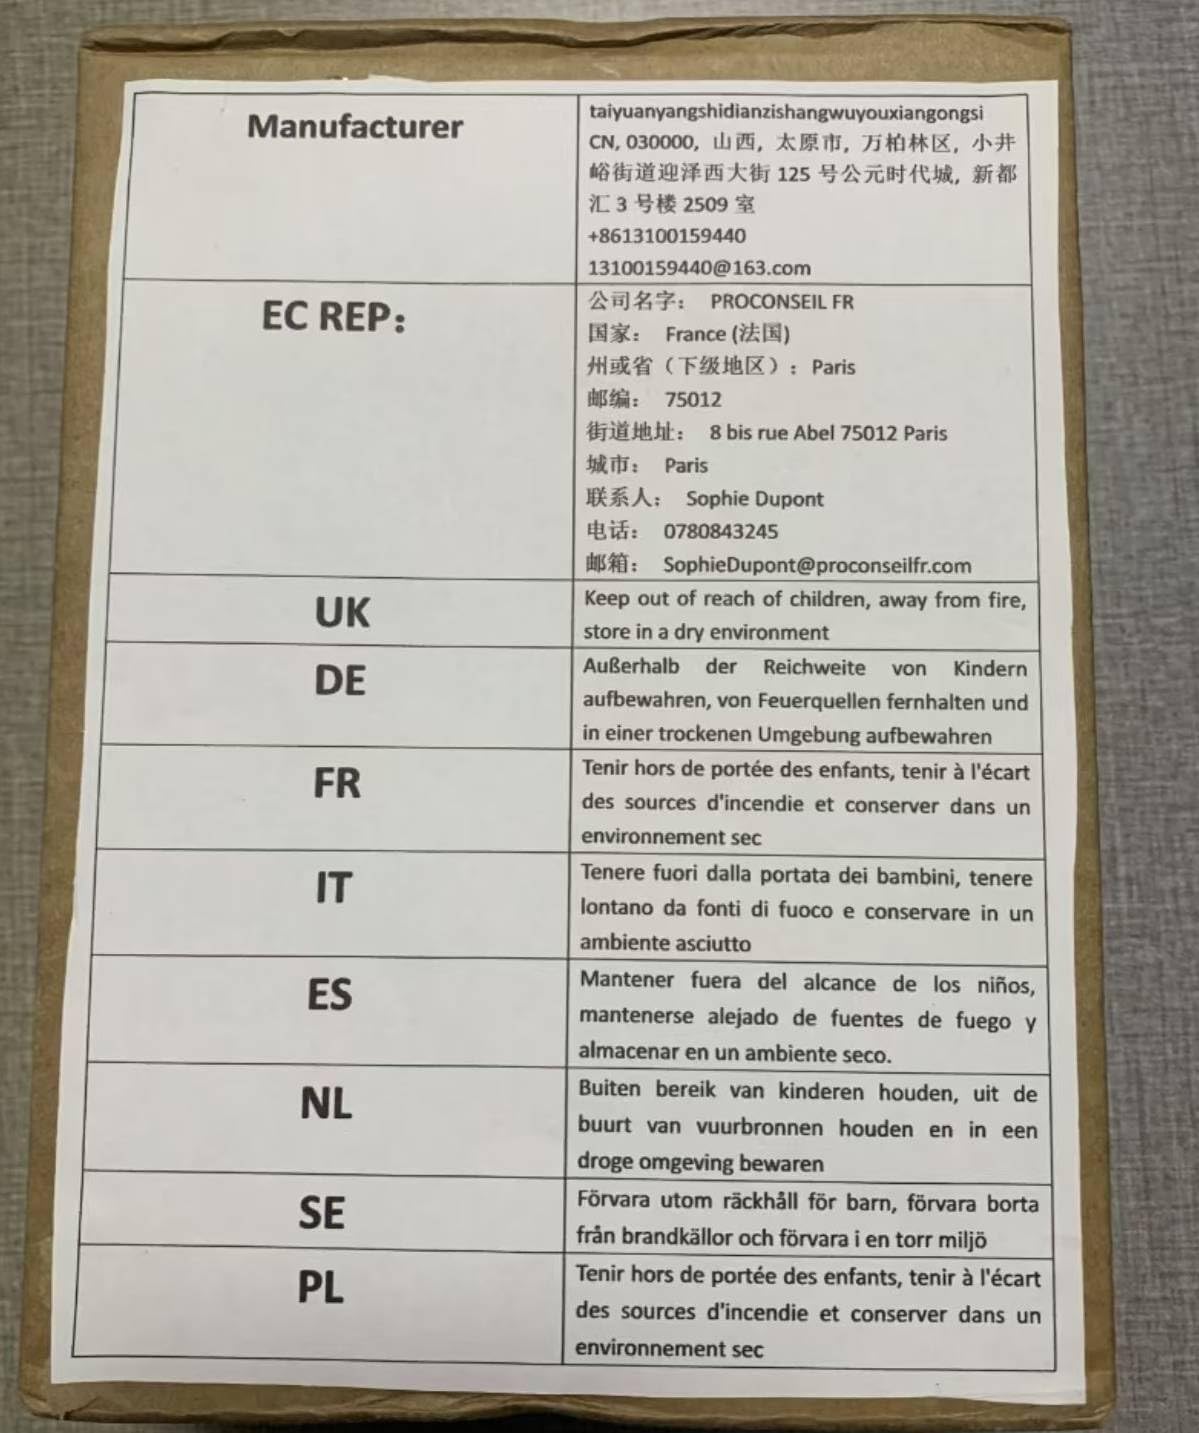 Manufacturer
taiyuanyangshidianzishangwuyouxiangongsi
CN, 030000, 山西, 太原市, 万柏林区, 小井
峪街道迎泽西大街 125 号公元时代城, 新都
汇 3 号楼 2509 室
+8613100159440
13100159440@163.com
EC REP：
公司名字： PROCONSEIL FR
国家： France (法国)
州或省（下级地区）: Paris
邮编： 75012
街道地址： 8 bis rue Abel 75012 Paris
城市： Paris
联系人： Sophie Dupont
电话： 0780843245
邮箱： SophieDupont@proconseilfr.com
UK
Keep out of reach of children, away from fire,
store in a dry environment
DE
Außerhalb der Reichweite von Kindern
aufbewahren, von Feuerquellen fernhalten und
in einer trockenen Umgebung aufbewahren
FR
Tenir hors de portée des enfants, tenir à l'écart
des sources d'incendie et conserver dans un
environnement sec
IT
Tenere fuori dalla portata dei bambini, tenere
lontano da fonti di fuoco e conservare in un
ambiente asciutto
ES
Mantener fuera del alcance de los niños,
mantenerse alejado de fuentes de fuego y
almacenar en un ambiente seco.
NL
Buiten bereik van kinderen houden, uit de
buurt van vuurbronnen houden en in een
droge omgeving bewaren
SE
Förvara utom räckhåll för barn, förvara borta
från brandkällor och förvara i en torr miljö
PL
Tenir hors de portée des enfants, tenir à l'écart
des sources d'incendie et conserver dans un
environnement sec